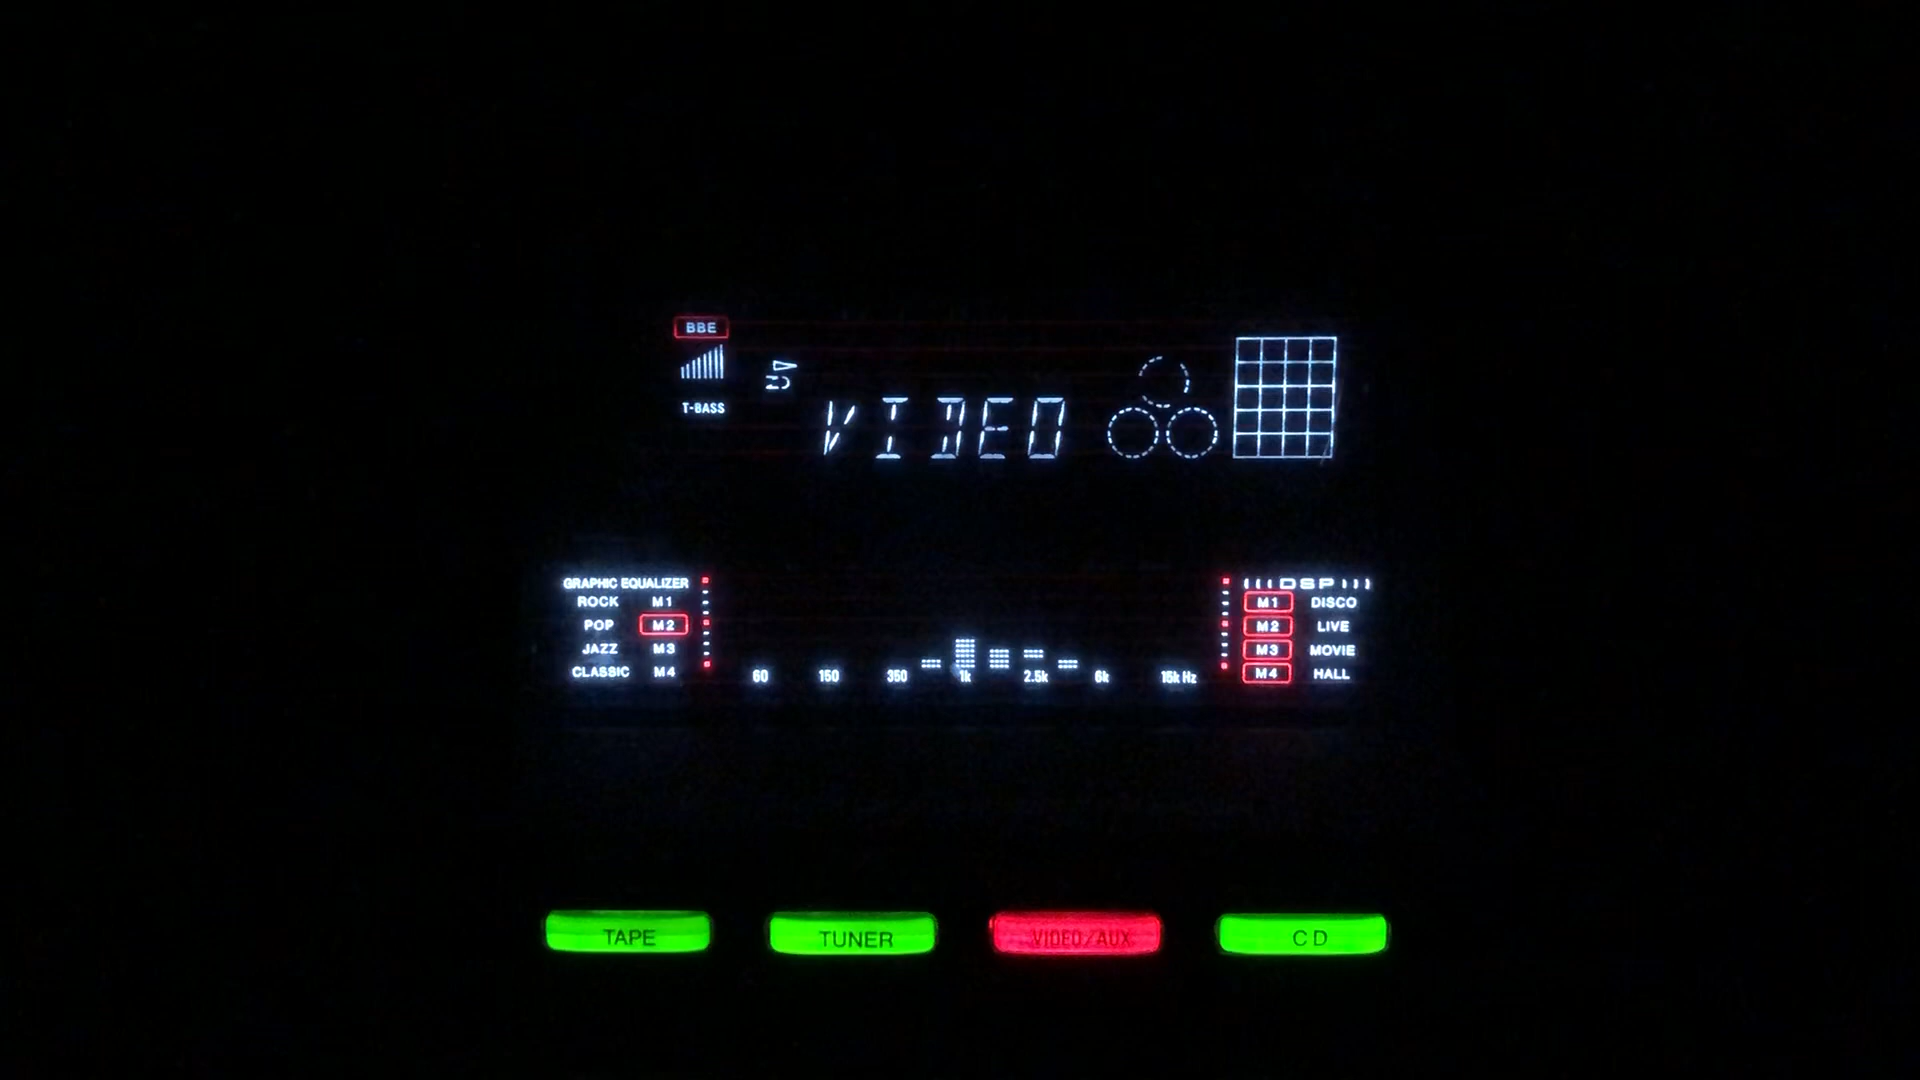 BBE
T-BASS
VIDEO
GRAPHIC EQUALIZER
ROCK M1
POP M2
JAZZ M3
CLASSIC M4
60 150 350 1k 2.5k 6k 15k Hz
DSP
M1 DISCO
M2 LIVE
M3 MOVIE
M4 HALL
TAPE TUNER VIDEO/AUX CD